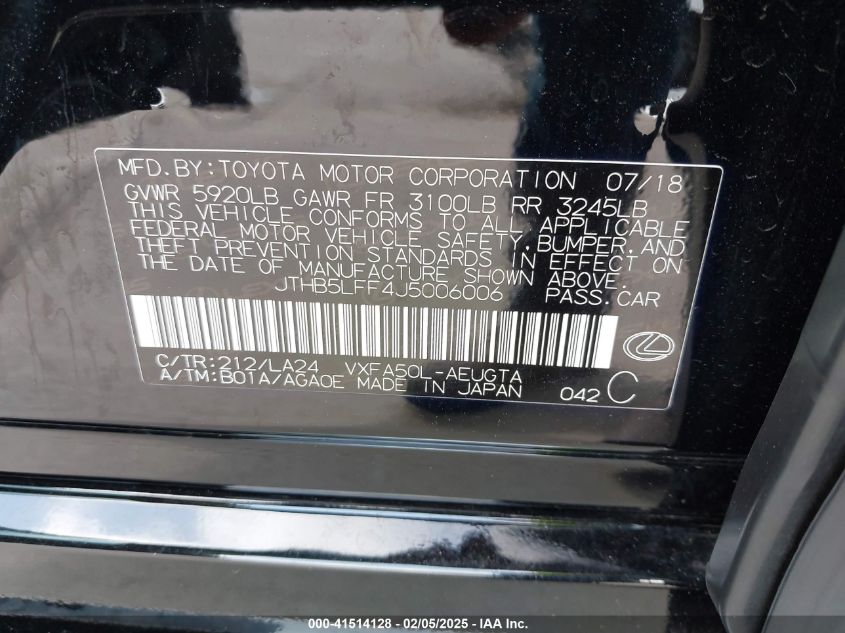 MFD.BY:TOYOTA MOTOR CORPORATION 07/18
GVWR 5920LB GAWR FR 3100LB RR 3245LB
THIS VEHICLE CONFORMS TO ALL APPLICABLE
FEDERAL MOTOR VEHICLE SAFETY,BUMPER,AND
THEFT PREVENTION STANDARDS IN EFFECT ON
THE DATE OF MANUFACTURE SHOWN ABOVE.
JTHB5LFF4J5006006 PASS.CAR
C/TR:212/LA24 VXFA50L-AEUGTA
A/TM:B01A/AGA0E MADE IN JAPAN 042 C
000-41514128 - 02/05/2025 - IAA Inc.